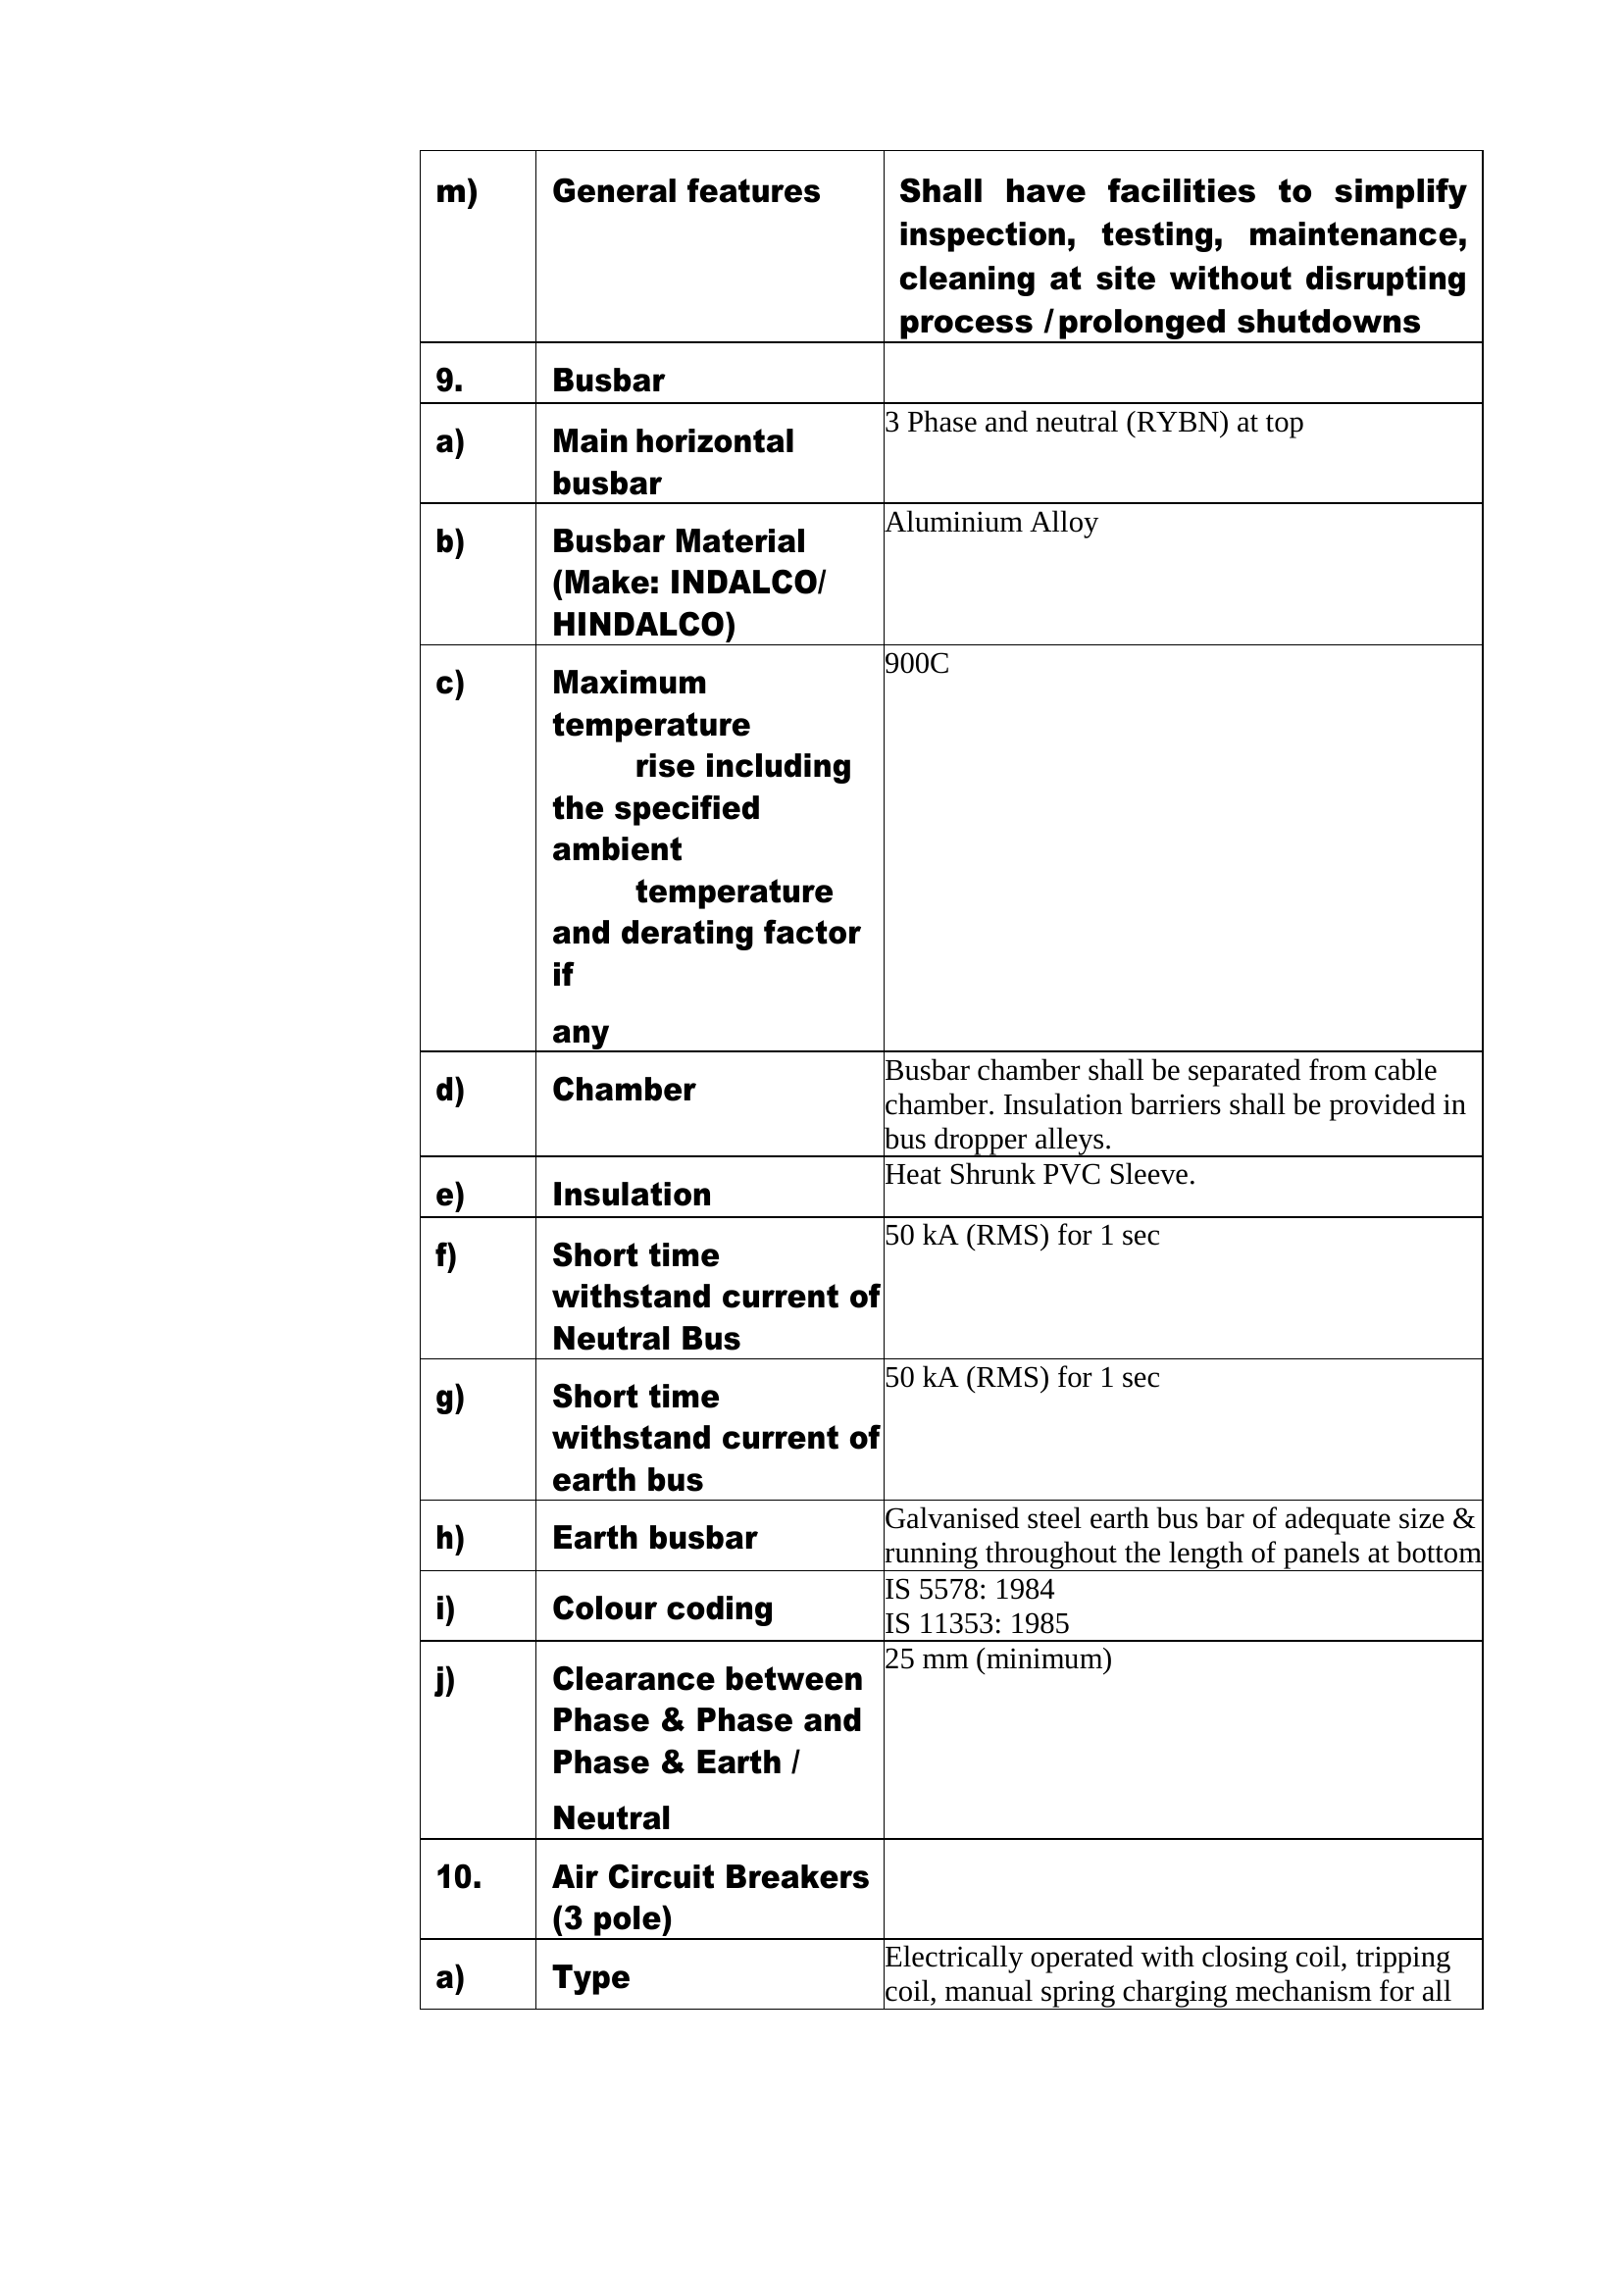 m) General features Shall have facilities to simplify
inspection, testing, maintenance,
cleaning at site without disrupting
process / prolonged shutdowns
9. Busbar
a) Main horizontal
busbar
3 Phase and neutral (RYBN) at top
b) Busbar Material
(Make: INDALCO/
HINDALCO)
Aluminium Alloy
c) Maximum
temperature
rise including
the specified
ambient
temperature
and derating factor
if
any
900C
d) Chamber
Busbar chamber shall be separated from cable
chamber. Insulation barriers shall be provided in
bus dropper alleys.
e) Insulation
Heat Shrunk PVC Sleeve.
f) Short time
withstand current of
Neutral Bus
50 kA (RMS) for 1 sec
g) Short time
withstand current of
earth bus
50 kA (RMS) for 1 sec
h) Earth busbar
Galvanised steel earth bus bar of adequate size &
running throughout the length of panels at bottom
i) Colour coding
IS 5578: 1984
IS 11353: 1985
j) Clearance between
Phase & Phase and
Phase & Earth /
Neutral
25 mm (minimum)
10. Air Circuit Breakers
(3 pole)
a) Type
Electrically operated with closing coil, tripping
coil, manual spring charging mechanism for all